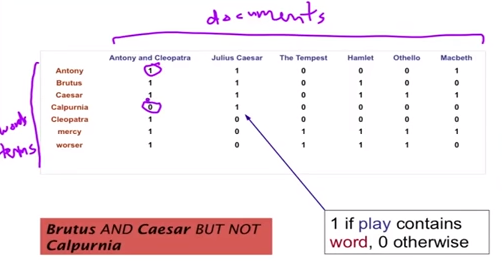 documents
Antony and Cleopatra Julius Caesar The Tempest Hamlet Othello Macbeth
Antony 1 1 0 0 0 1
Brutus 1 1 0 1 0 0
Caesar 1 1 0 1 1 1
Calpurnia 0 1 0 0 0 0
Cleopatra 1 0 0 0 0 0
mercy 1 0 1 1 1 1
worser 1 0 1 1 1 0
words
terms
Brutus AND Caesar BUT NOT
Calpurnia
1 if play contains
word, 0 otherwise